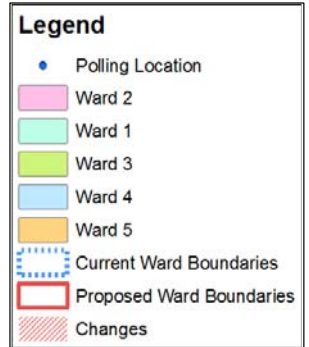 Legend
Polling Location
Ward 2
Ward 1
Ward 3
Ward 4
Ward 5
Current Ward Boundaries
Proposed Ward Boundaries
Changes